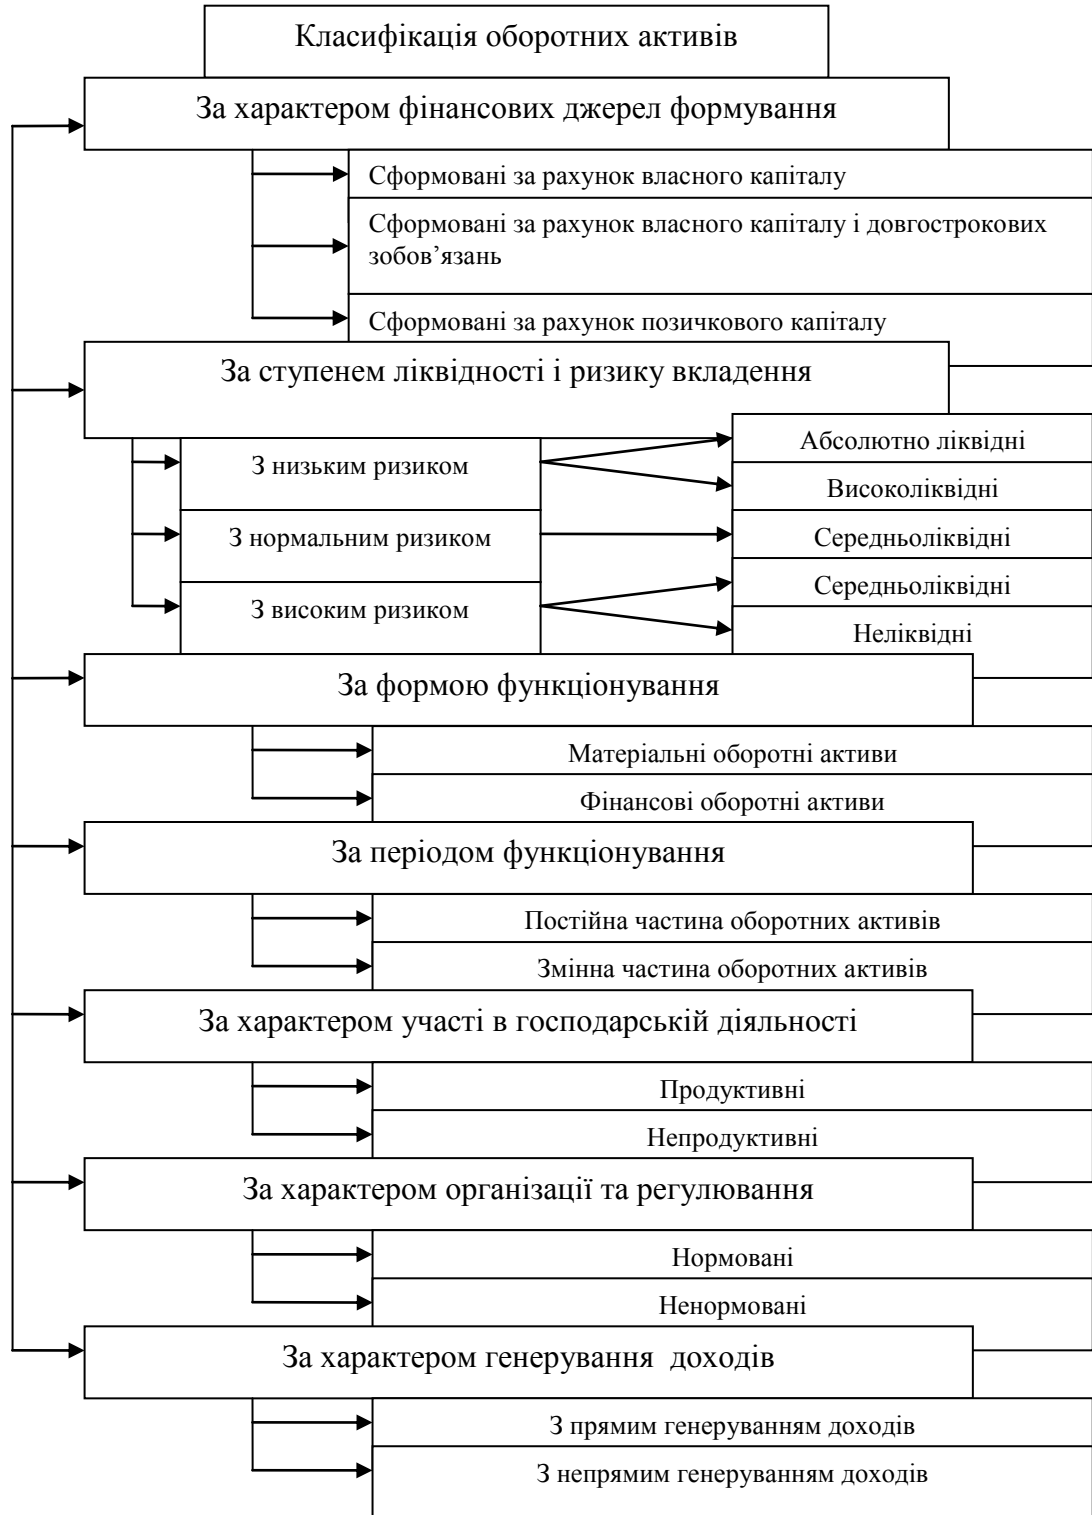 Класифікація оборотних активів
За характером фінансових джерел формування
Сформовані за рахунок власного капіталу
Сформовані за рахунок власного капіталу і довгострокових
зобов’язань
Сформовані за рахунок позичкового капіталу
За ступенем ліквідності і ризику вкладення
З низьким ризиком
Абсолютно ліквідні
Високоліквідні
З нормальним ризиком
Середньоліквідні
З високим ризиком
Середньоліквідні
Неліквідні
За формою функціонування
Матеріальні оборотні активи
Фінансові оборотні активи
За періодом функціонування
Постійна частина оборотних активів
Змінна частина оборотних активів
За характером участі в господарській діяльності
Продуктивні
Непродуктивні
За характером організації та регулювання
Нормовані
Ненормовані
За характером генерування доходів
З прямим генеруванням доходів
З непрямим генеруванням доходів